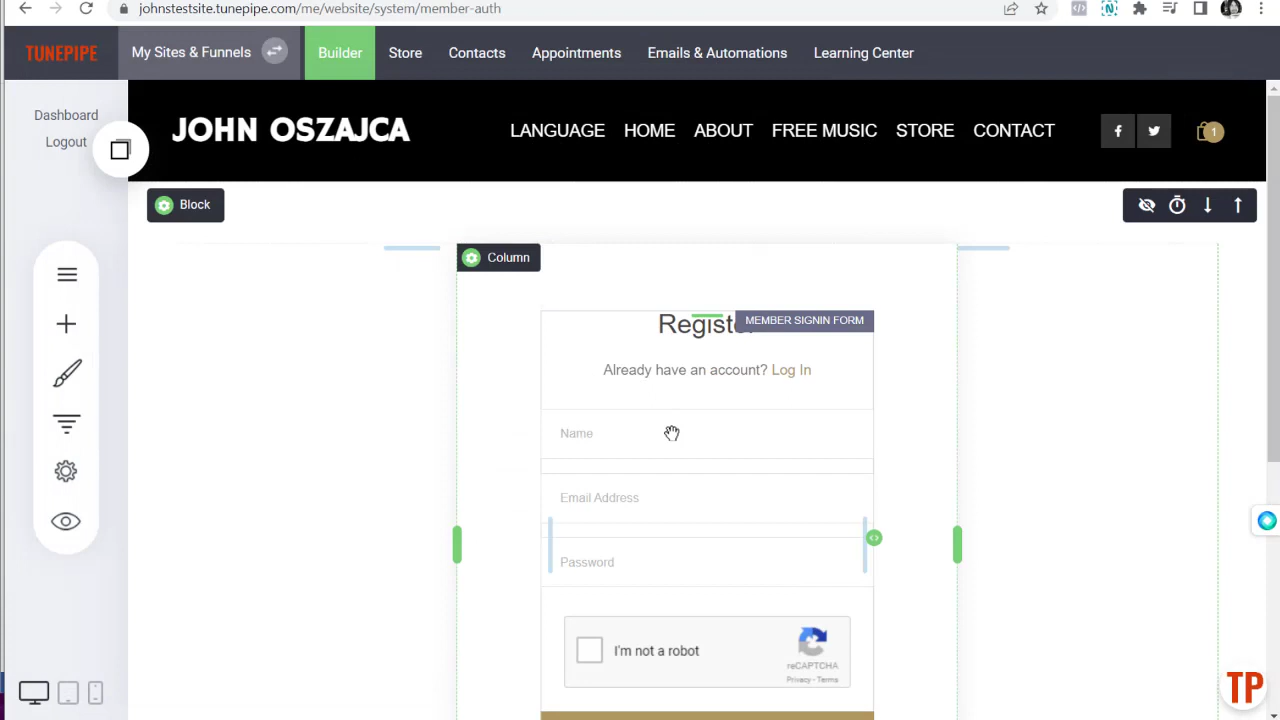 johnstestsite.tunepipe.com/me/website/system/member-auth
TUNEPIPE
My Sites & Funnels
Builder
Store
Contacts
Appointments
Emails & Automations
Learning Center
Dashboard
Logout
JOHN OSZAJCA
LANGUAGE
HOME
ABOUT
FREE MUSIC
STORE
CONTACT
1
Block
Column
MEMBER SIGNIN FORM
Register
Already have an account? Log In
Name
Email Address
Password
I'm not a robot
reCAPTCHA
Privacy - Terms
TP